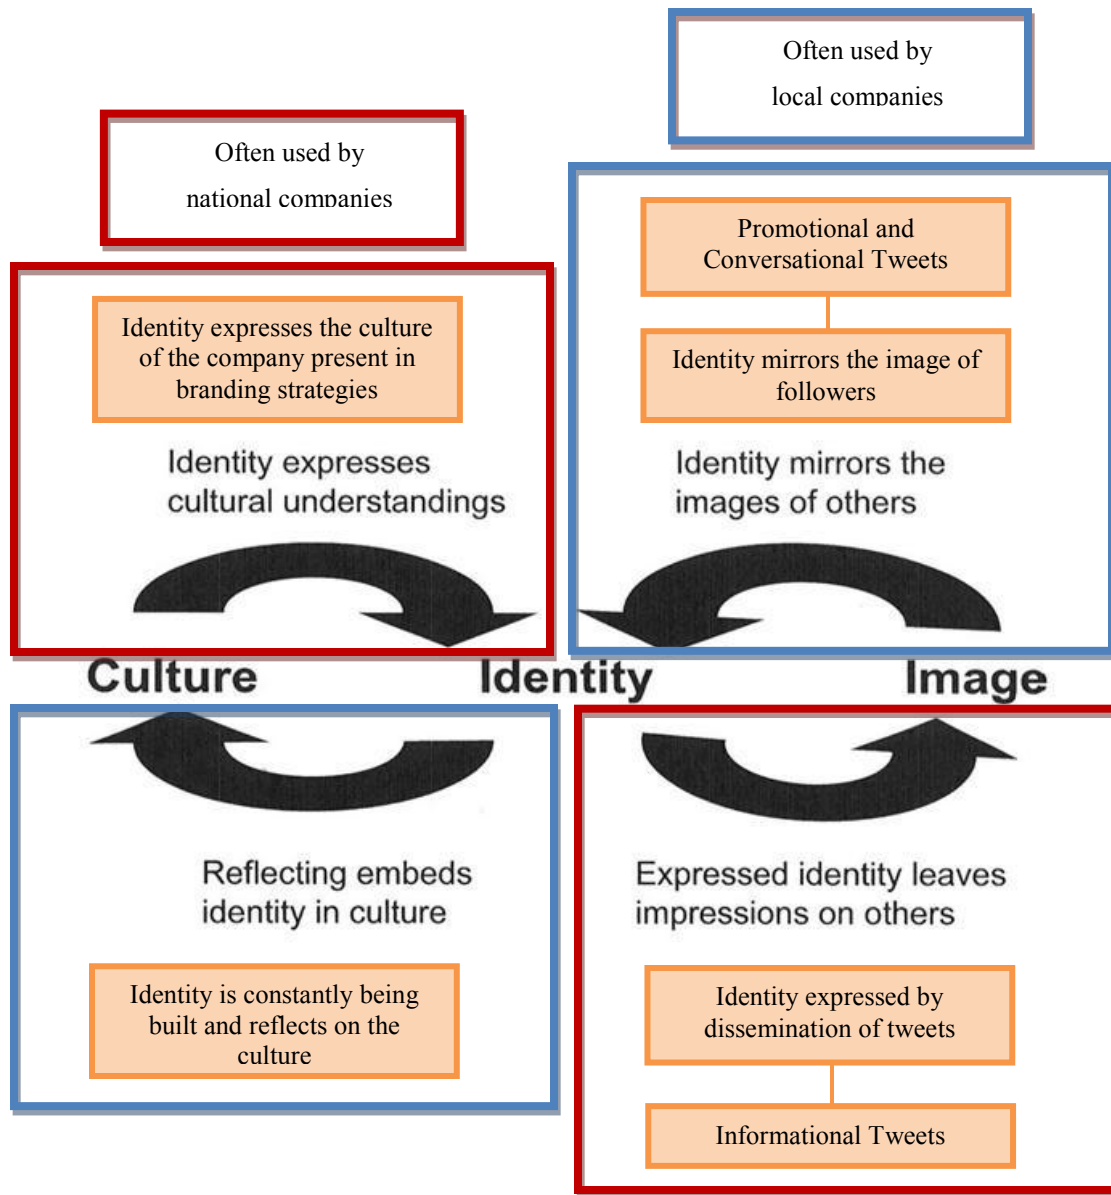 Often used by
local companies
Often used by
national companies
Promotional and
Conversational Tweets
Identity expresses the culture
of the company present in
branding strategies
Identity mirrors the image of
followers
Identity expresses
cultural understandings
Identity mirrors the
images of others
Culture
Identity
Image
Reflecting embeds
identity in culture
Expressed identity leaves
impressions on others
Identity is constantly being
built and reflects on the
culture
Identity expressed by
dissemination of tweets
Informational Tweets